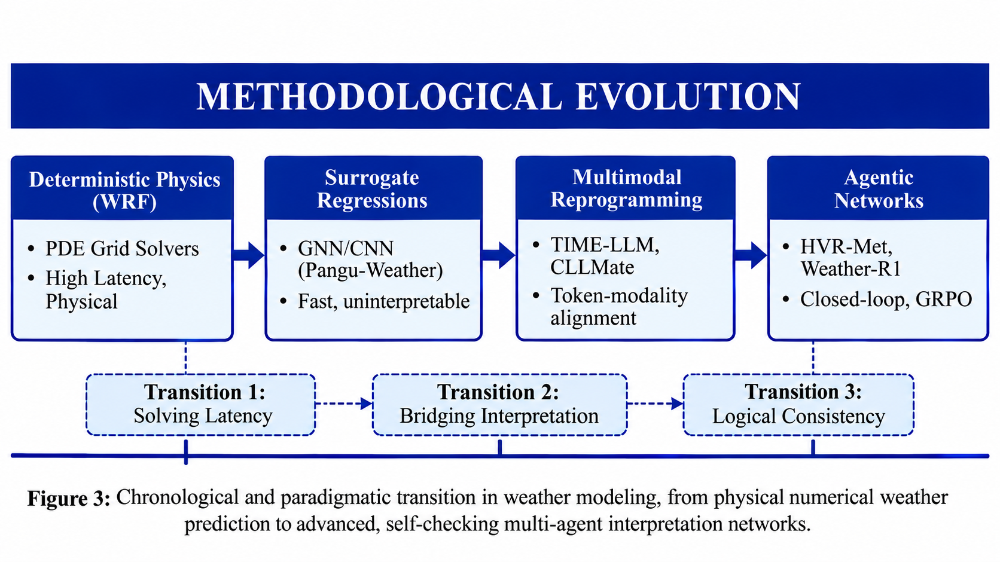 METHODOLOGICAL EVOLUTION
Deterministic Physics
(WRF)
• PDE Grid Solvers
• High Latency,
Physical
Surrogate
Regressions
• GNN/CNN
(Pangu-Weather)
• Fast, uninterpretable
Multimodal
Reprogramming
• TIME-LLM,
CLLMate
• Token-modality
alignment
Agentic
Networks
• HVR-Met,
Weather-R1
• Closed-loop, GRPO
Transition 1:
Solving Latency
Transition 2:
Bridging Interpretation
Transition 3:
Logical Consistency
Figure 3: Chronological and paradigmatic transition in weather modeling, from physical numerical weather
prediction to advanced, self-checking multi-agent interpretation networks.